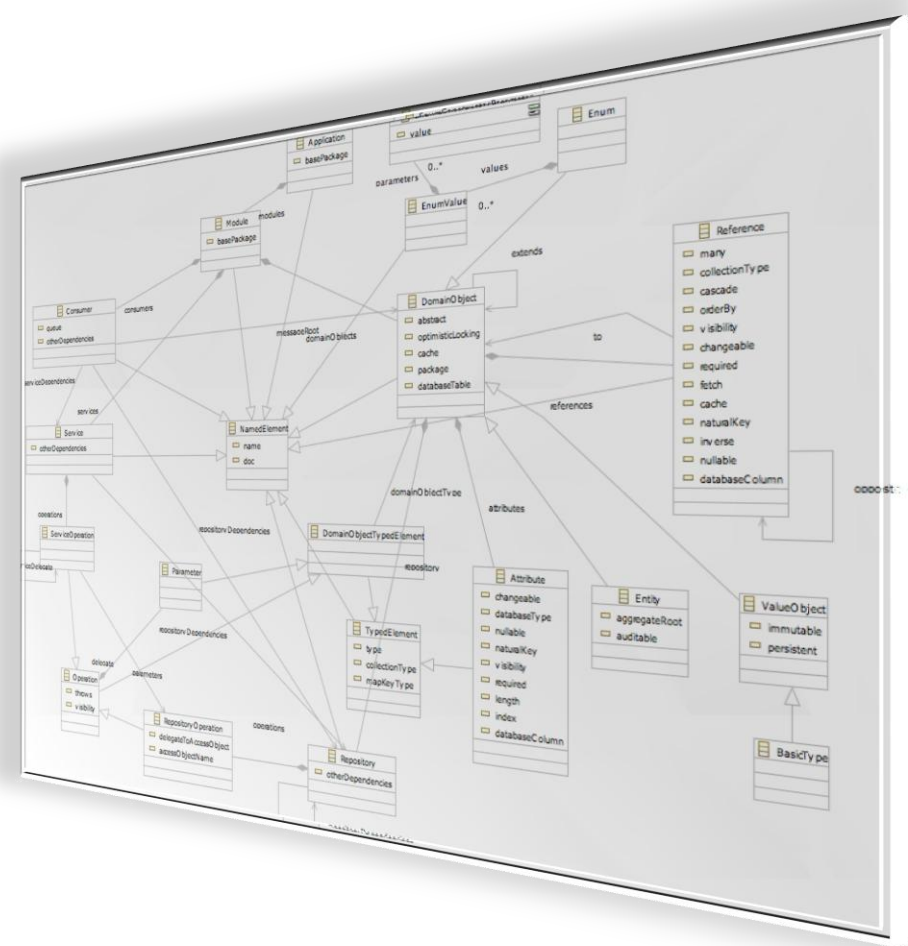 Application
basePackage
value
Enum
0..*
values
parameters
EnumValue
0..*
Module
modules
basePackage
Reference
many
collectionType
cascade
orderBy
visibility
changeable
required
fetch
cache
naturalKey
inverse
nullable
databaseColumn
extends
DomainObject
abstract
optimisticLocking
cache
package
databaseTable
Consumer
queue
otherDependencies
consumers
messageRoot
domainObjects
to
references
serviceDependencies
services
Service
otherDependencies
NamedElement
name
doc
domainObjectType
attributes
operations
repositoryDependencies
ServiceOperation
DomainObjectTypedElement
repository
Parameter
Attribute
changeable
databaseType
nullable
naturalKey
visibility
required
length
index
databaseColumn
Entity
aggregateRoot
auditable
ValueObject
immutable
persistent
TypedElement
type
collectionType
mapKeyType
repositoryDependencies
delegate
parameters
Operation
throws
visibility
RepositoryOperation
delegateToAccessObject
accessObjectName
operations
Repository
otherDependencies
BasicType